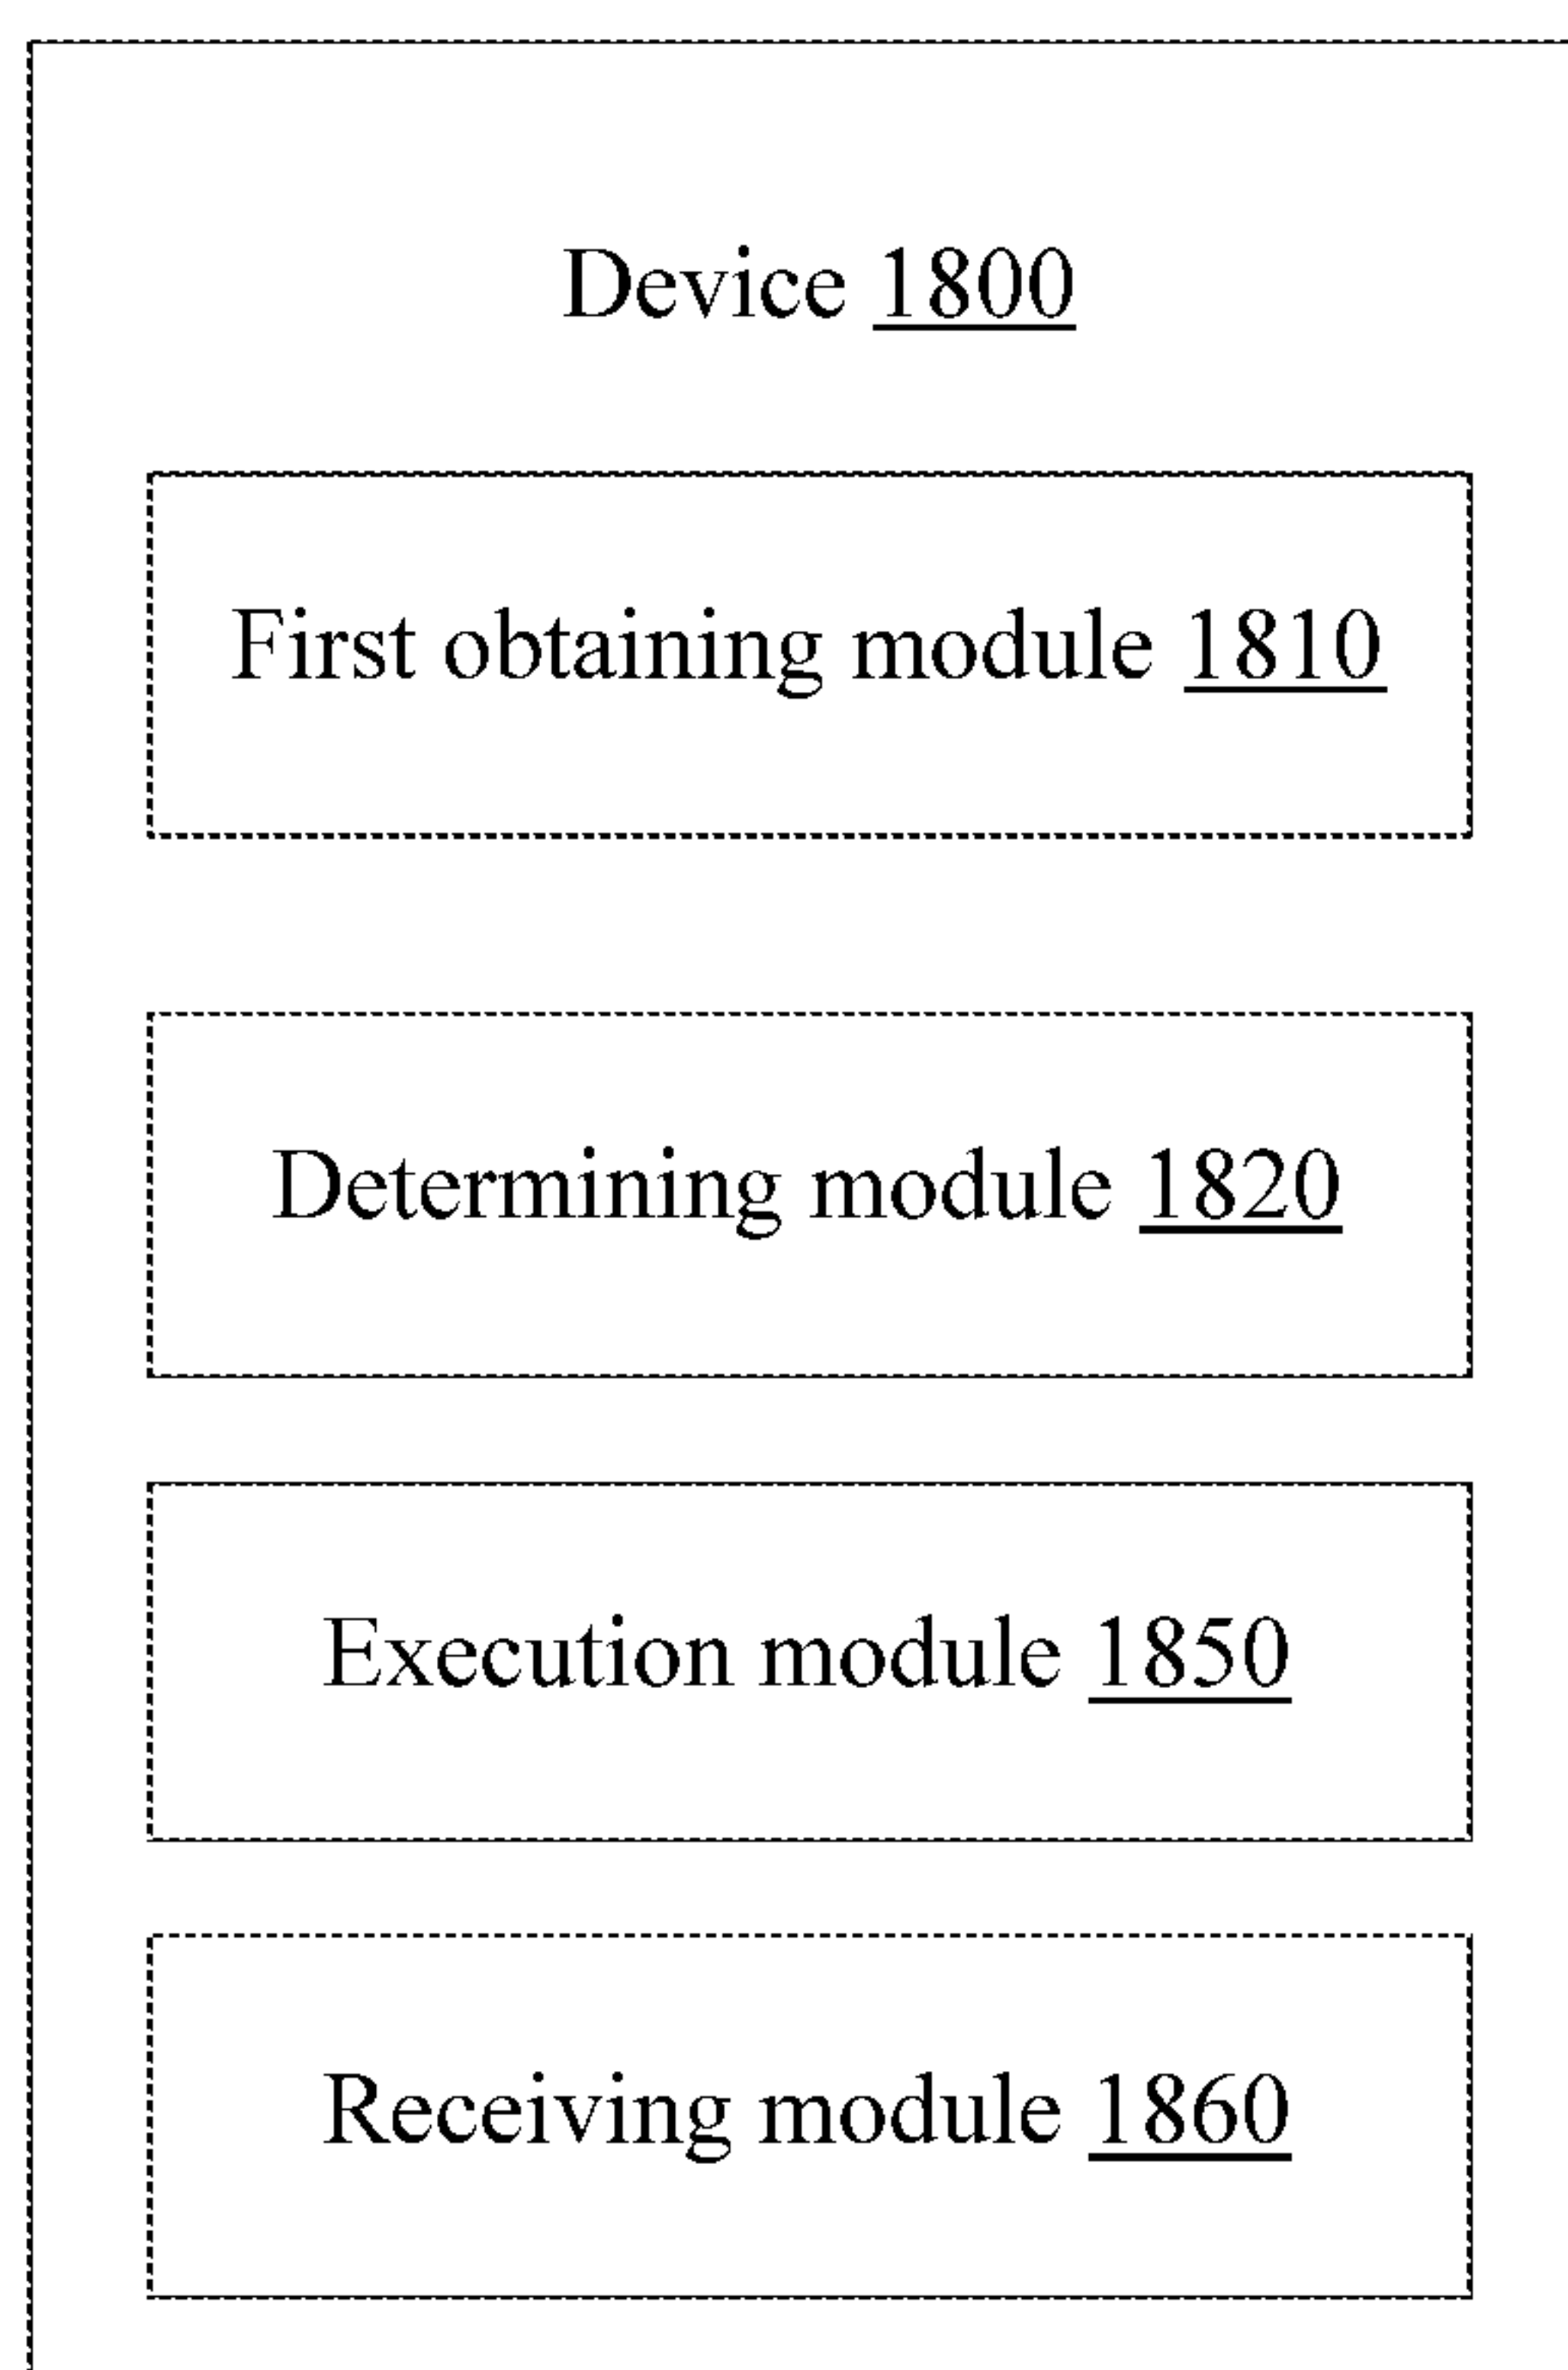 Device 1800
First obtaining module 1810
Determining module 1820
Execution module 1850
Receiving module 1860